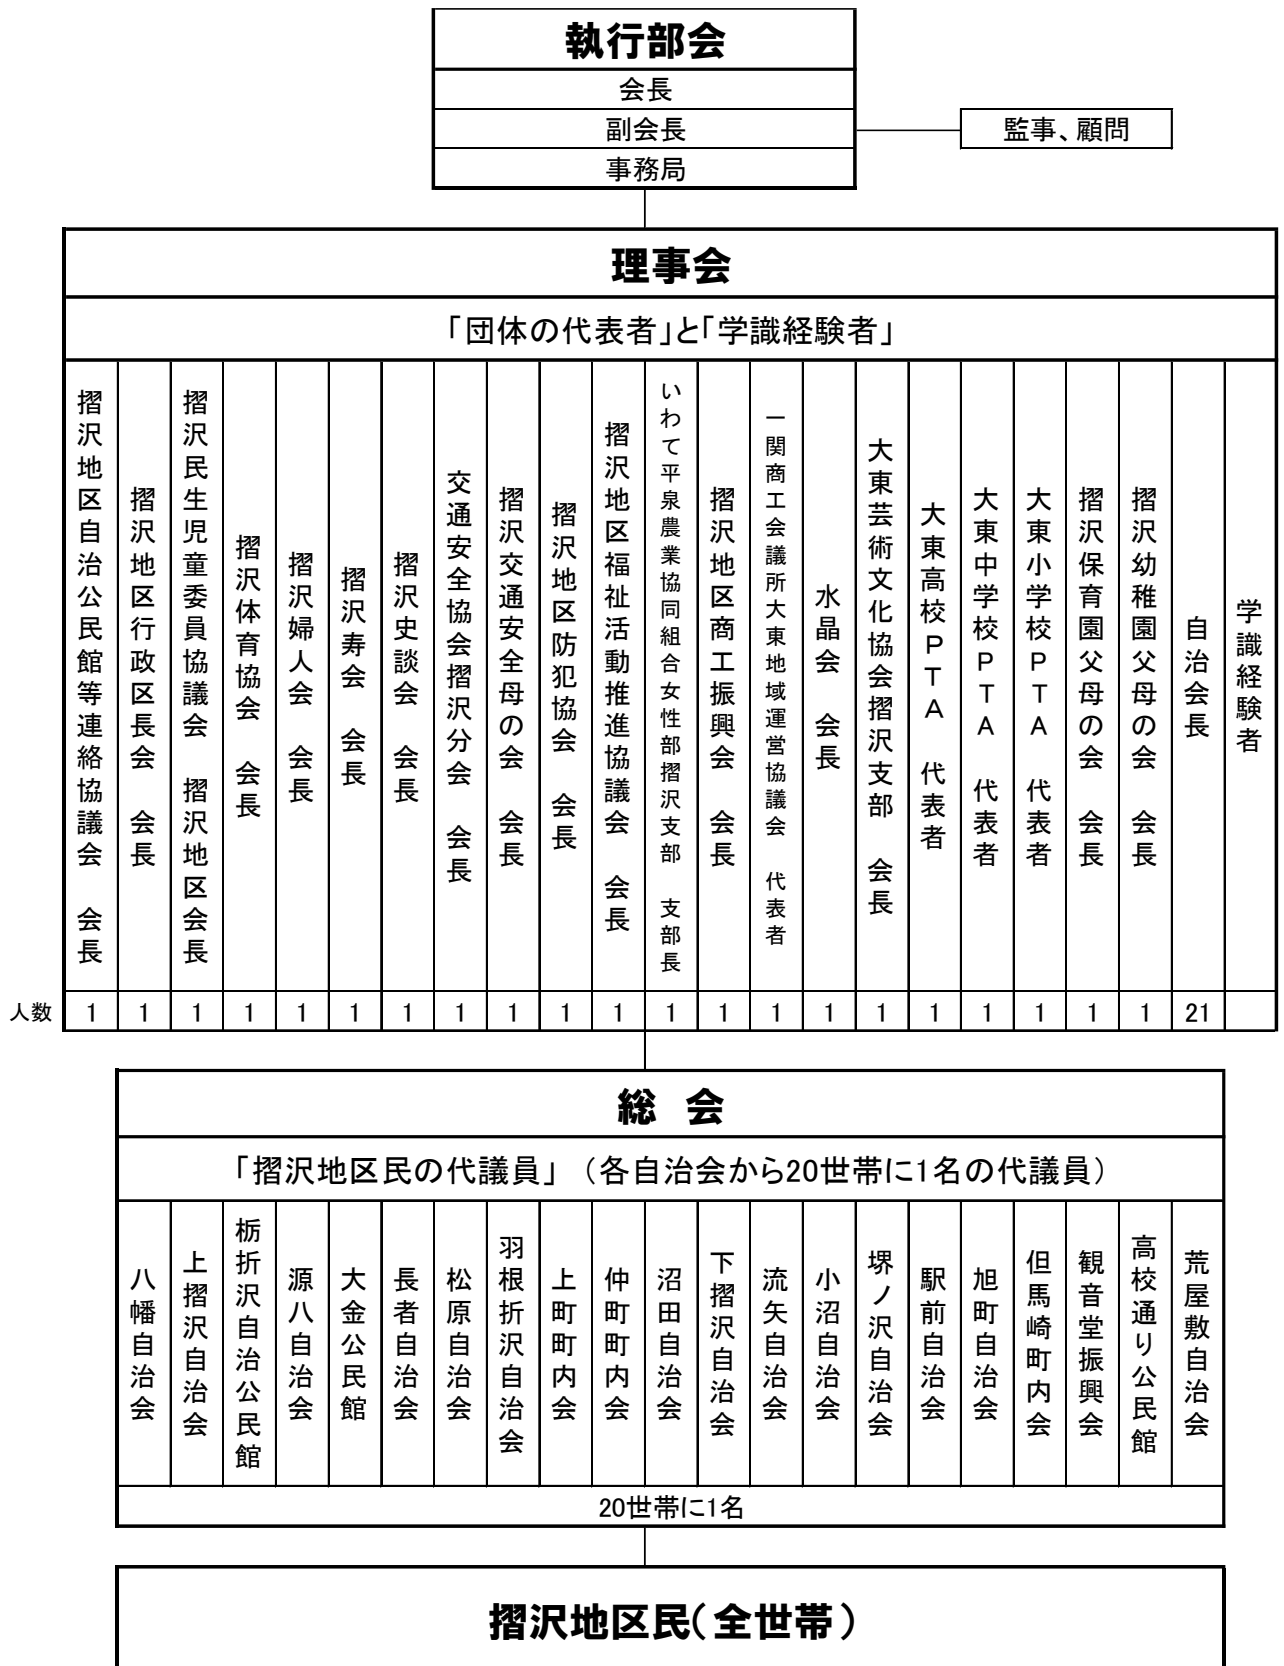 執行部会
会長
副会長
事務局
監事、顧問
理事会
「団体の代表者」と「学識経験者」
摺沢地区自治公民館等連絡協議会 会長
摺沢地区行政区長会 会長
摺沢民生児童委員協議会 摺沢地区会長
摺沢体育協会 会長
摺沢婦人会 会長
摺沢寿会 会長
摺沢史談会 会長
交通安全協会摺沢分会 会長
摺沢交通安全母の会 会長
摺沢地区防犯協会 会長
摺沢地区福祉活動推進協議会 会長
いわて平泉農業協同組合女性部摺沢支部 支部長
摺沢地区商工振興会 会長
一関商工会議所大東地域運営協議会 代表者
水晶会 会長
大東芸術文化協会摺沢支部 会長
大東高校PTA 代表者
大東中学校PTA 代表者
大東小学校PTA 代表者
摺沢保育園父母の会 会長
摺沢幼稚園父母の会 会長
自治会長
学識経験者
人数 1 1 1 1 1 1 1 1 1 1 1 1 1 1 1 1 1 1 1 1 1 21
総 会
「摺沢地区民の代議員」（各自治会から20世帯に1名の代議員）
八幡自治会
上摺沢自治会
栃折沢自治公民館
源八自治会
大金公民館
長者自治会
松原自治会
羽根折沢自治会
上町町内会
仲町町内会
沼田自治会
下摺沢自治会
流矢自治会
小沼自治会
堺ノ沢自治会
駅前自治会
旭町自治会
但馬崎町内会
観音堂振興会
高校通り公民館
荒屋敷自治会
20世帯に1名
摺沢地区民（全世帯）